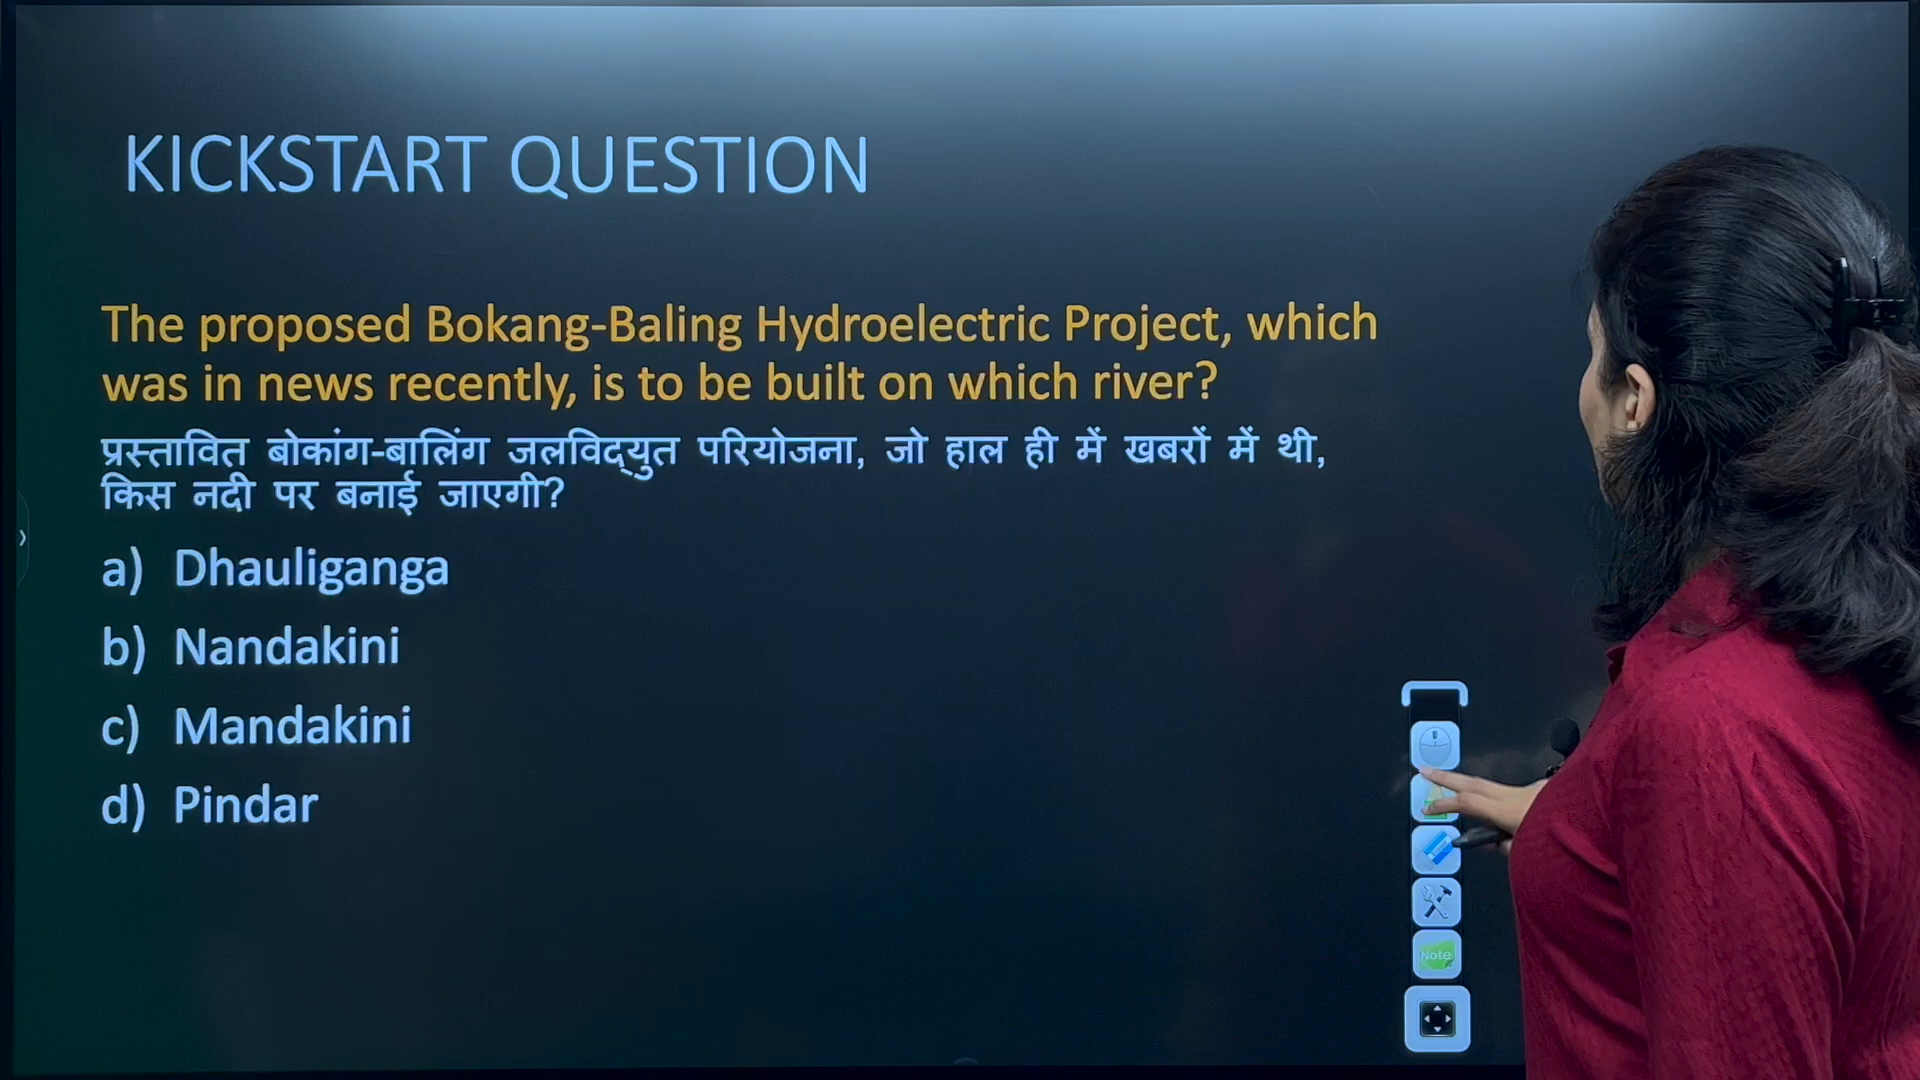 KICKSTART QUESTION
The proposed Bokang-Baling Hydroelectric Project, which
was in news recently, is to be built on which river?
प्रस्तावित बोकांग-बालिंग जलविद्युत परियोजना, जो हाल ही में खबरों में थी,
किस नदी पर बनाई जाएगी?
a) Dhauliganga
b) Nandakini
c) Mandakini
d) Pindar
Note